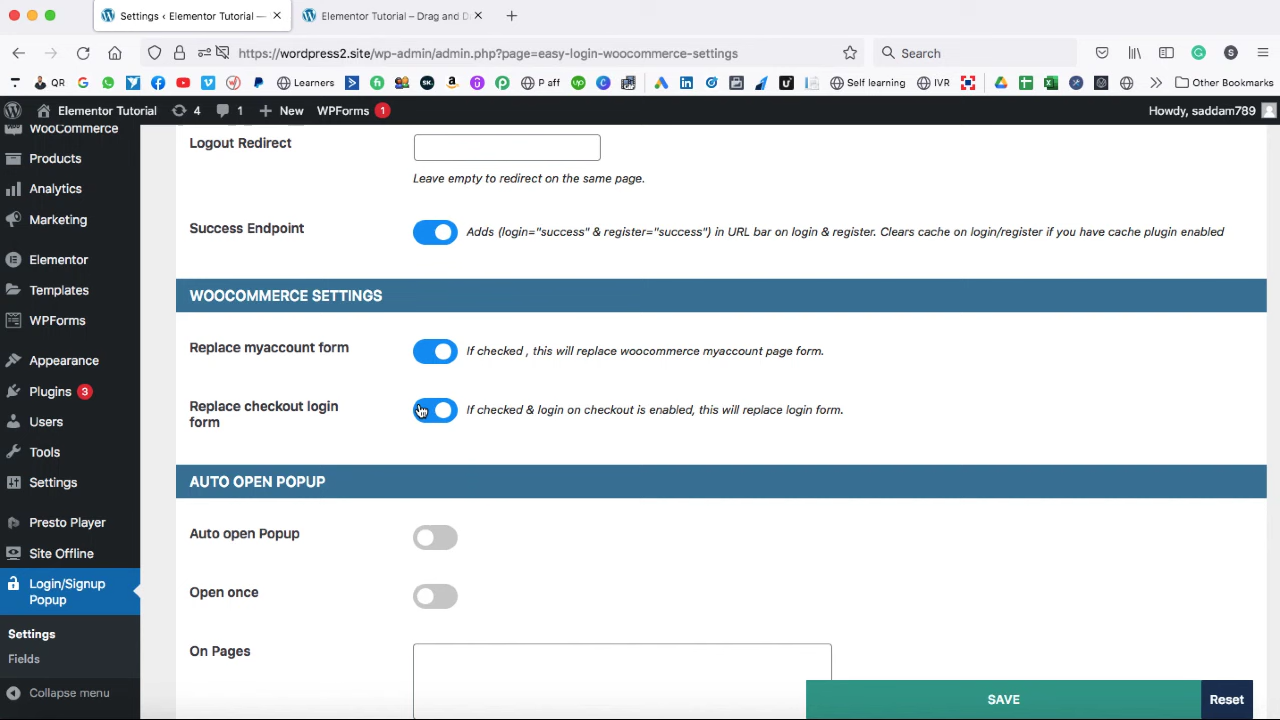 Settings ‹ Elementor Tutorial —
Elementor Tutorial – Drag and D
https://wordpress2.site/wp-admin/admin.php?page=easy-login-woocommerce-settings
Search
QR
Learners
P aff
Self learning
IVR
Other Bookmarks
Elementor Tutorial
4
1
New
WPForms
1
Howdy, saddam789
WooCommerce
Products
Analytics
Marketing
Elementor
Templates
WPForms
Appearance
Plugins
3
Users
Tools
Settings
Presto Player
Site Offline
Login/Signup
Popup
Settings
Fields
Collapse menu
Logout Redirect
Leave empty to redirect on the same page.
Success Endpoint
Adds (login="success" & register="success") in URL bar on login & register. Clears cache on login/register if you have cache plugin enabled
WOOCOMMERCE SETTINGS
Replace myaccount form
If checked , this will replace woocommerce myaccount page form.
Replace checkout login
form
If checked & login on checkout is enabled, this will replace login form.
AUTO OPEN POPUP
Auto open Popup
Open once
On Pages
SAVE
Reset